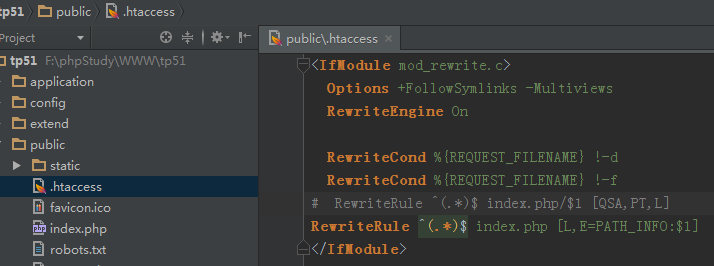 tp51 public .htaccess
Project
public\.htaccess
tp51 F:\phpStudy\WWW\tp51
application
config
extend
public
static
.htaccess
favicon.ico
index.php
robots.txt
<IfModule mod_rewrite.c>
Options +FollowSymlinks -Multiviews
RewriteEngine On
RewriteCond %{REQUEST_FILENAME} !-d
RewriteCond %{REQUEST_FILENAME} !-f
# RewriteRule ^(.*)$ index.php/$1 [QSA,PT,L]
RewriteRule ^(.*)$ index.php [L,E=PATH_INFO:$1]
</IfModule>